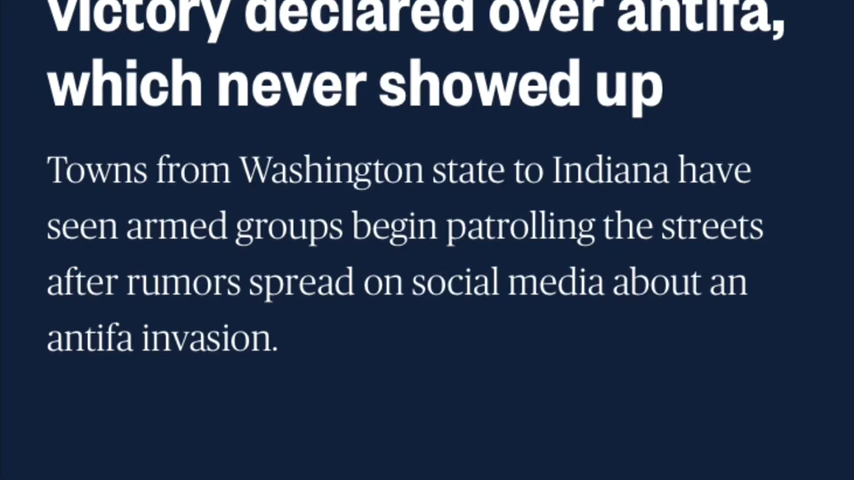 victory declared over antifa,
which never showed up
Towns from Washington state to Indiana have
seen armed groups begin patrolling the streets
after rumors spread on social media about an
antifa invasion.